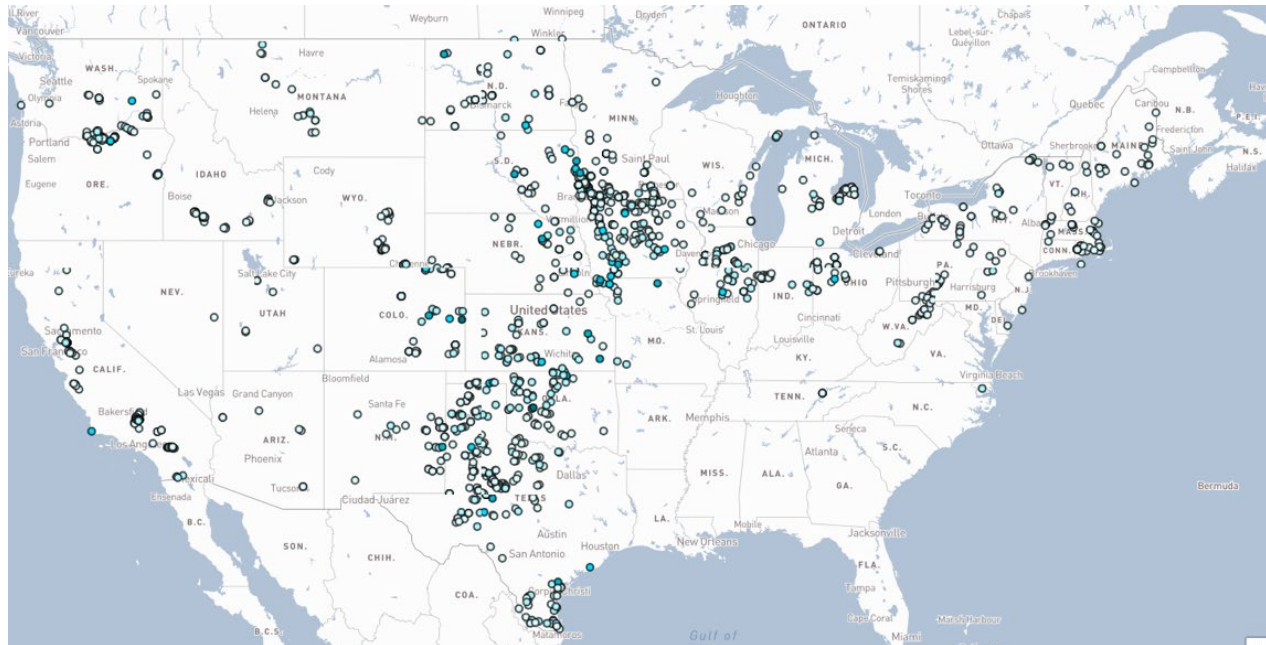 Weyburn
Winnipeg
Dryden
ONTARIO
Chapais
Lebel-sur-
Quévillon
Vancouver
Winkler
Victoria
Havre
WASH.
Seattle
Spokane
Temiskaming
Shores
Campbellton
Olympia
MONTANA
N.D.
Houghton
Quebec
Caribou
N.B.
P.E.I.
Helena
Bismarck
Astoria
MINN.
Fredericton
Portland
Ottawa
Sherbrooke
MAINE
Saint John
N.S.
Salem
S.D.
Saint Paul
WIS.
MICH.
Halifax
Cody
IDAHO
VT.
Eugene
ORE.
Boise
Jackson
WYO.
Toronto
London
N.Y.
Vermillion
Madison
Detroit
MASS.
NEBR.
Chicago
Cleveland
CONN.
Cheyenne
Davenport
PA.
Brookhaven
Salt Lake City
NEV.
OHIO
Pittsburgh
Harrisburg
N.J.
UTAH
IND.
Springfield
United States
COLO.
MD.
DEL.
Sacramento
Cincinnati
W.VA.
KANS.
St. Louis
San Francisco
MO.
Louisville
Alamosa
Wichita
KY.
VA.
CALIF.
Las Vegas
Bloomfield
Virginia Beach
Grand Canyon
TENN.
Santa Fe
OKLA.
N.C.
Bakersfield
ARK.
Memphis
N.M.
Seneca
S.C.
Los Angeles
ARIZ.
Atlanta
Phoenix
Dallas
MISS.
ALA.
GA.
Mexicali
Tucson
Bermuda
Ensenada
Ciudad Juárez
TEXAS
B.C.
LA.
Mobile
Jacksonville
Austin
SON.
San Antonio
Houston
New Orleans
CHIH.
FLA.
Tampa
COA.
Corpus Christi
Cape Coral
Marsh Harbour
B.C.S.
Matamoros
Gulf of
Miami